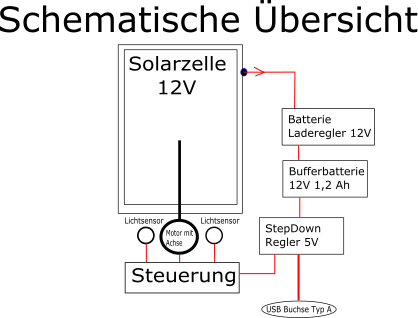 Schematische Übersicht
Solarzelle
12V
Batterie
Laderegler 12V
Bufferbatterie
12V 1,2 Ah
Lichtsensor
Lichtsensor
Motor mit
Achse
StepDown
Regler 5V
Steuerung
USB Buchse Typ A